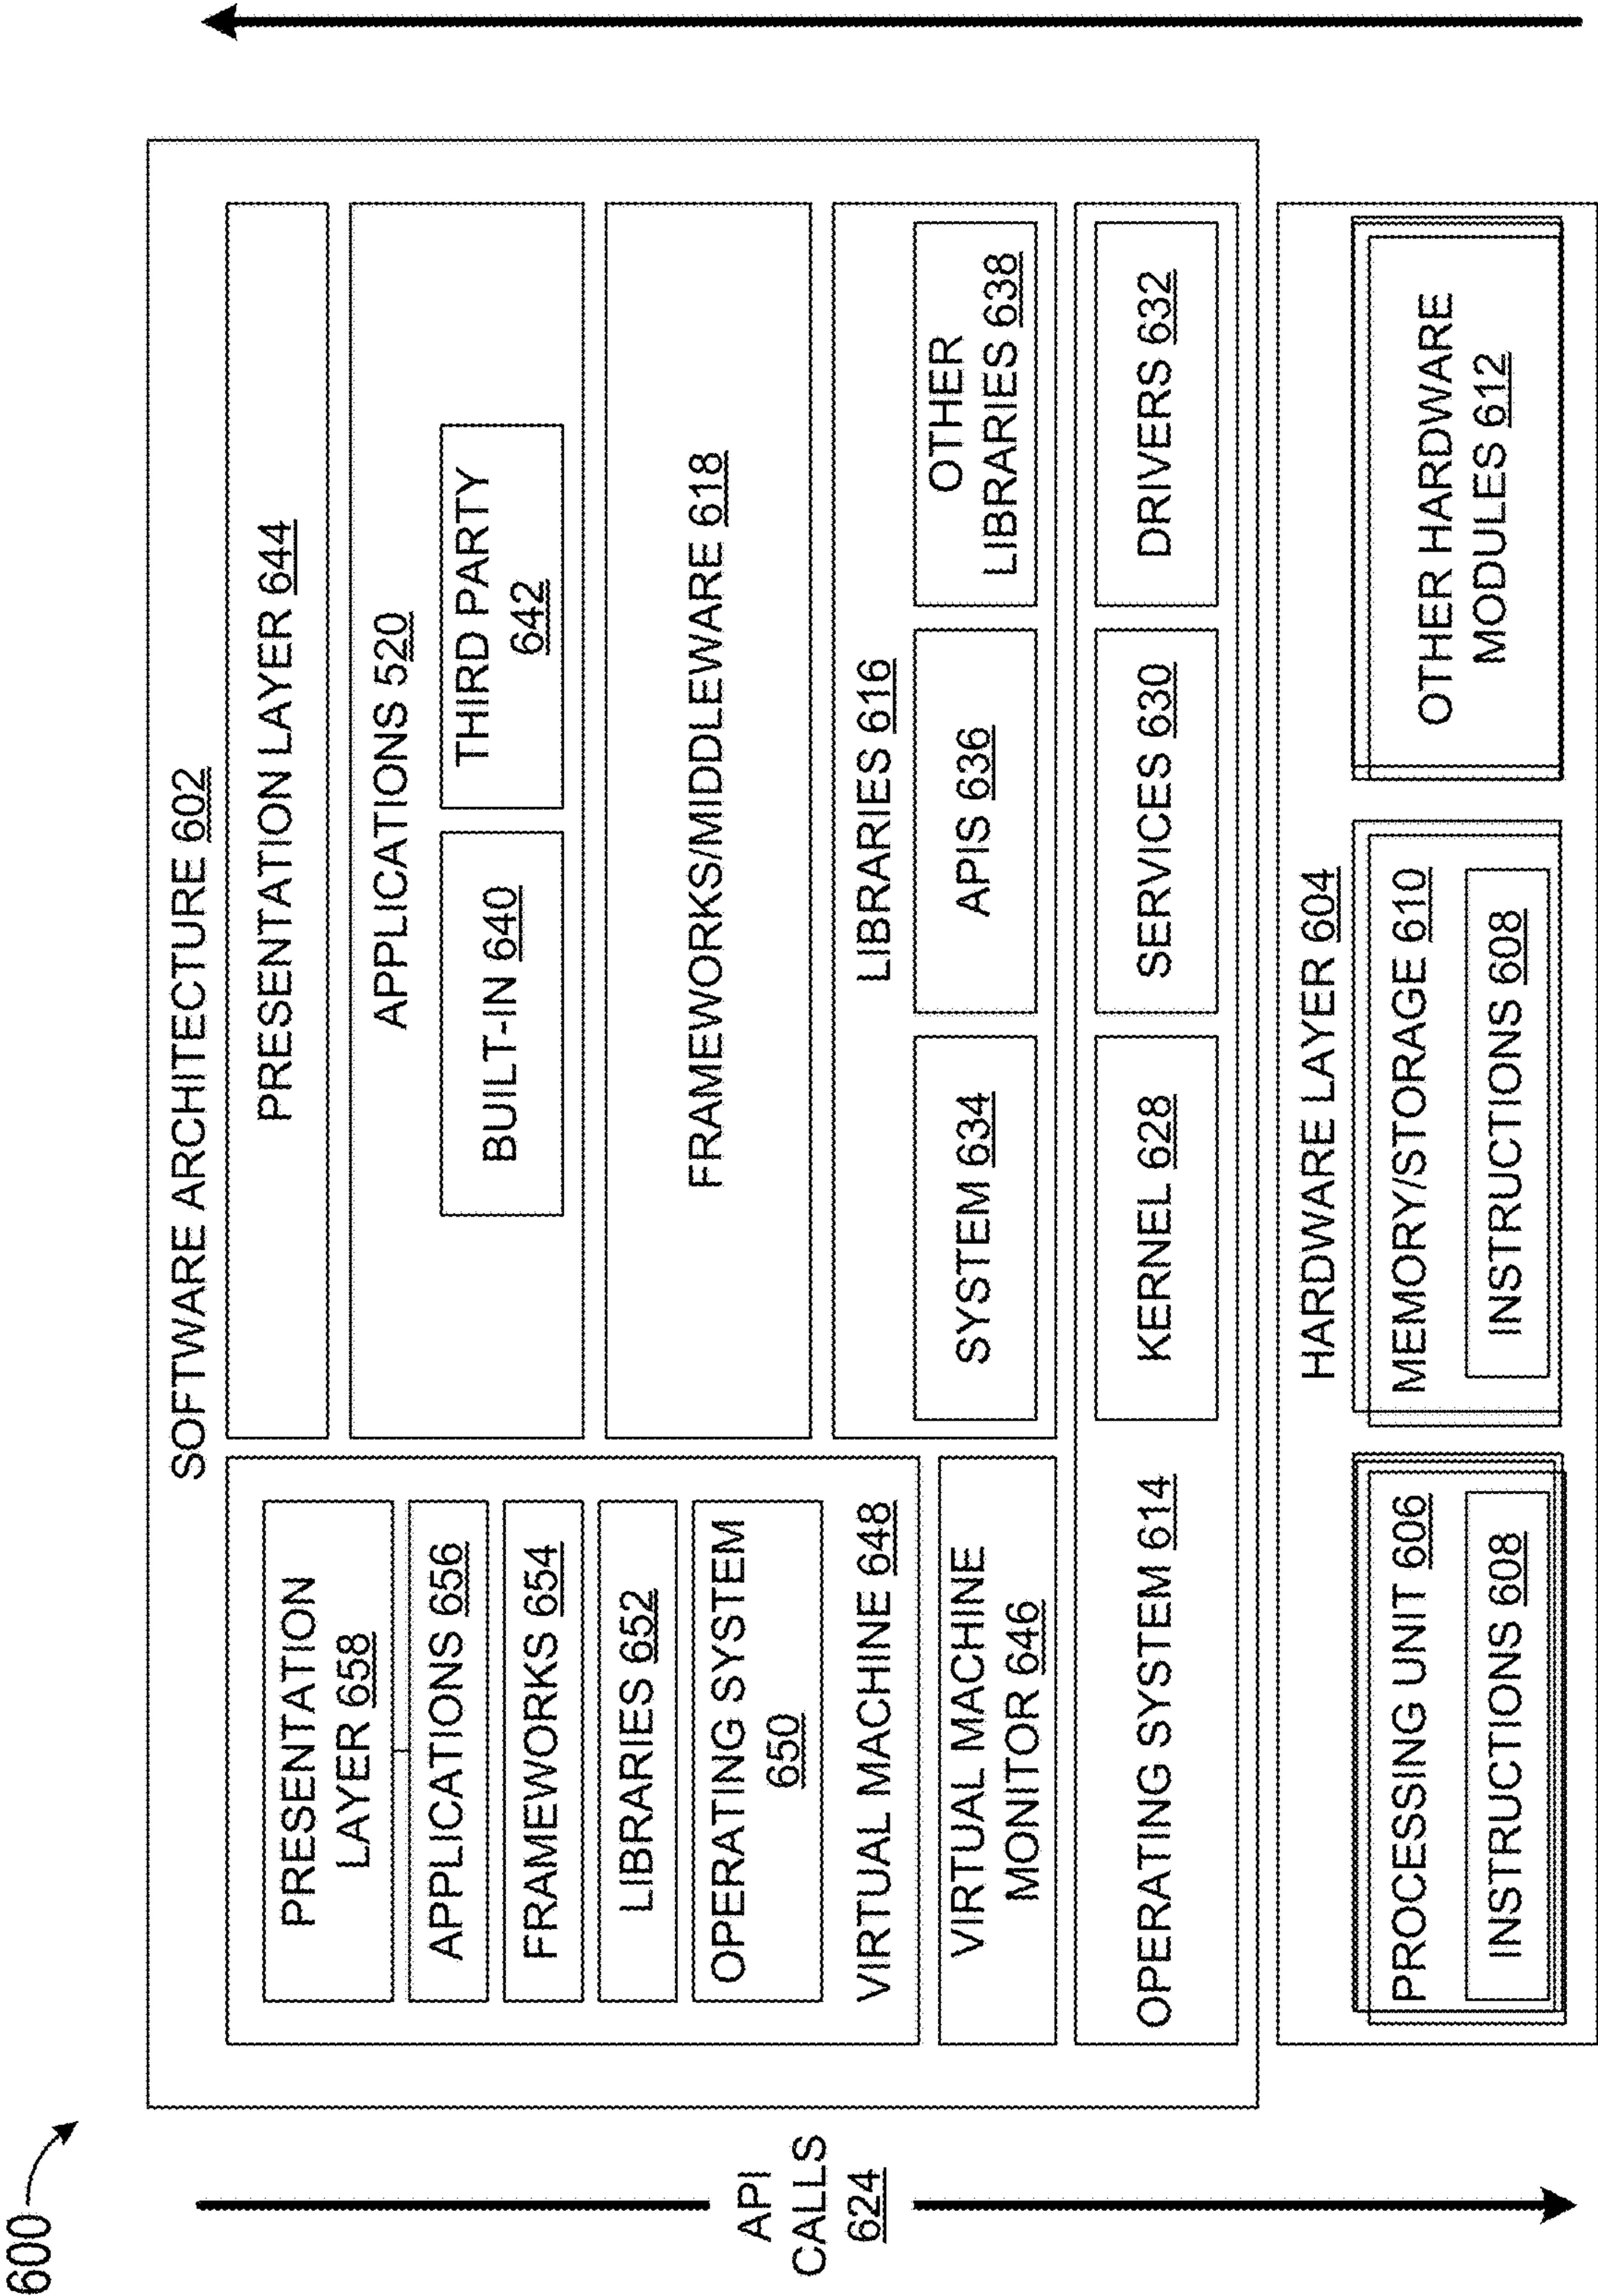 600
SOFTWARE ARCHITECTURE 602
PRESENTATION
LAYER 658
APPLICATIONS 656
FRAMEWORKS 654
LIBRARIES 652
OPERATING SYSTEM
650
VIRTUAL MACHINE 648
VIRTUAL MACHINE
MONITOR 646
PRESENTATION LAYER 644
APPLICATIONS 520
BUILT-IN 640
THIRD PARTY
642
FRAMEWORKS/MIDDLEWARE 618
LIBRARIES 616
SYSTEM 634
APIS 636
OTHER
LIBRARIES 638
OPERATING SYSTEM 614
KERNEL 628
SERVICES 630
DRIVERS 632
API
CALLS
624
HARDWARE LAYER 604
PROCESSING UNIT 606
INSTRUCTIONS 608
MEMORY/STORAGE 610
INSTRUCTIONS 608
OTHER HARDWARE
MODULES 612